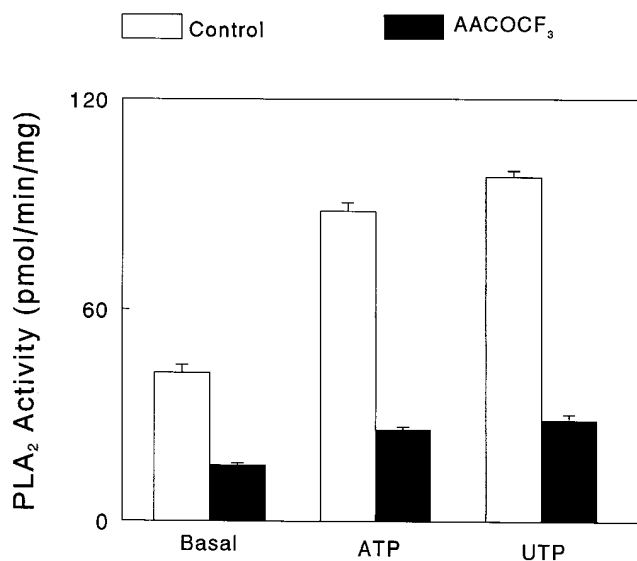 Control
AACOCF₃
120
60
0
PLA₂ Activity (pmol/min/mg)
Basal
ATP
UTP